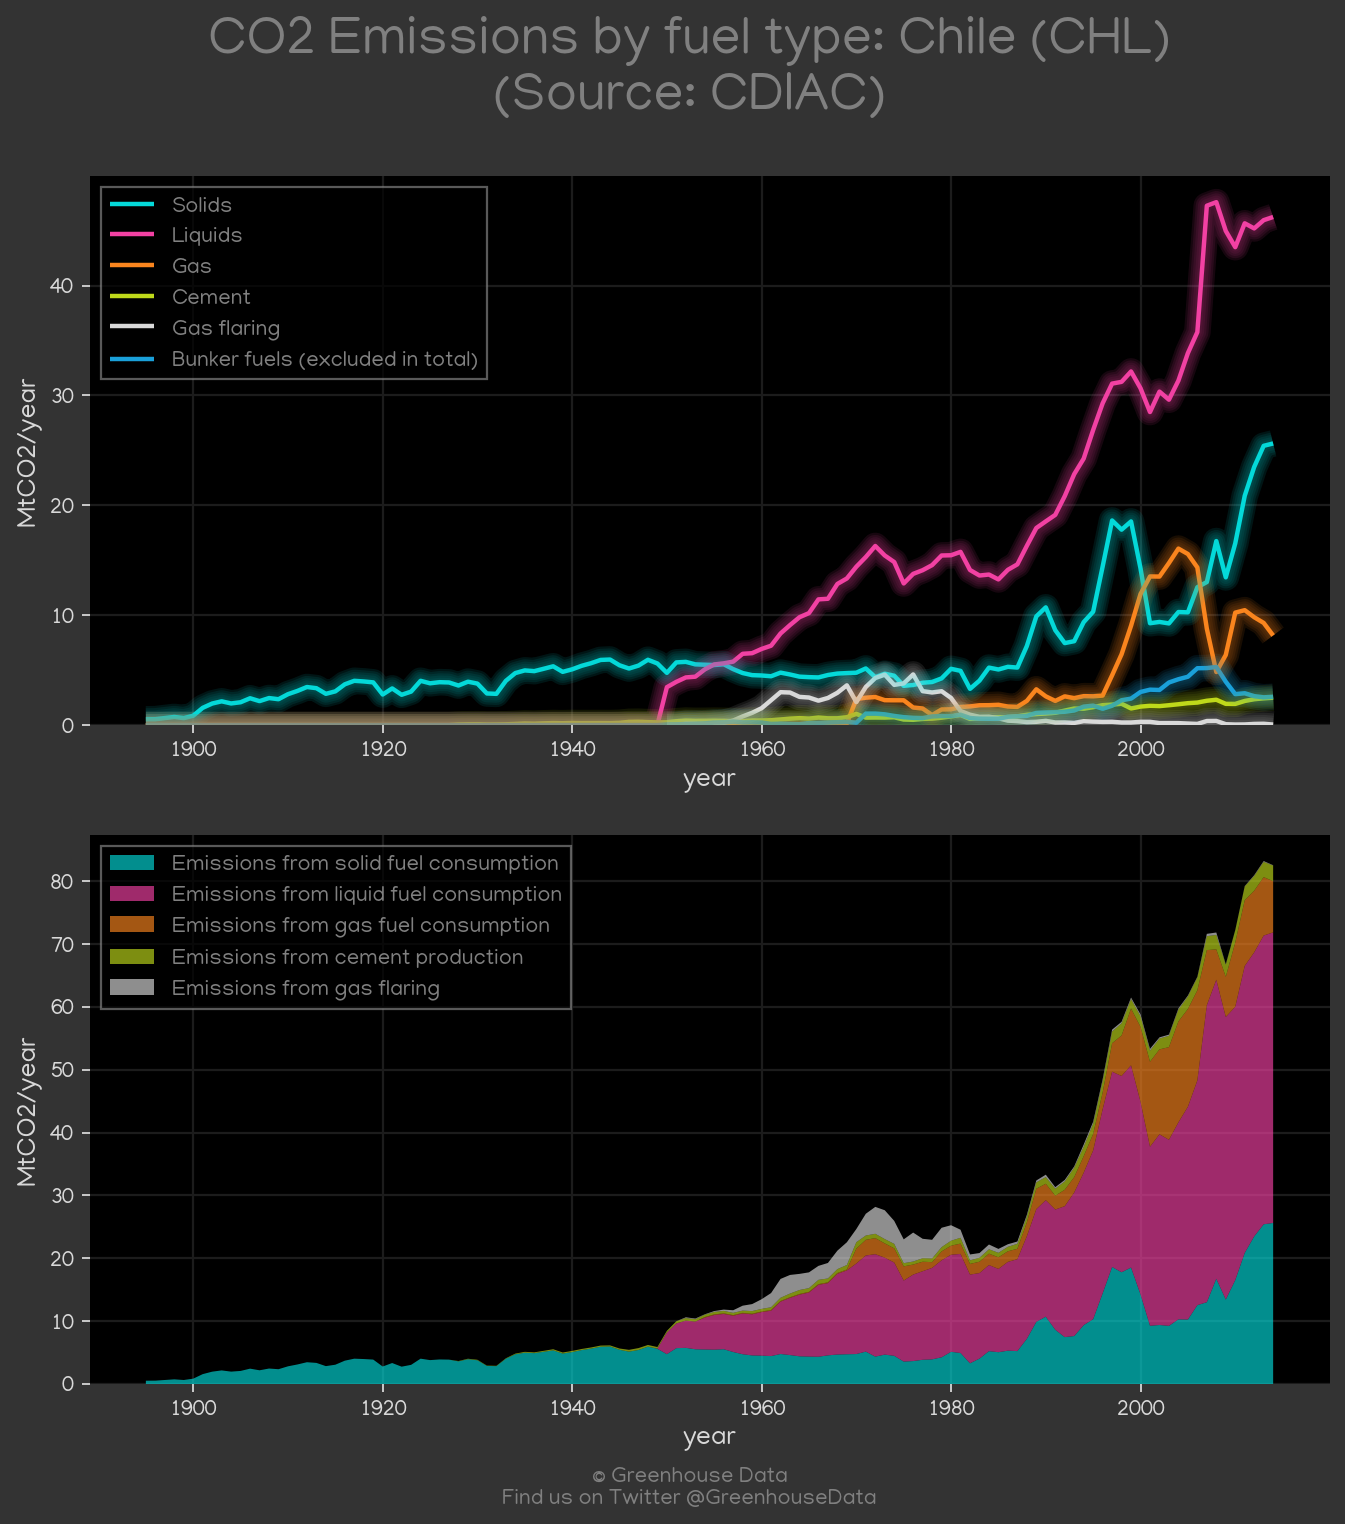 CO2 Emissions by fuel type: Chile (CHL)
(Source: CDIAC)
Solids
Liquids
Gas
Cement
Gas flaring
Bunker fuels (excluded in total)
MtCO2/year
40
30
20
10
0
1900 1920 1940 1960 1980 2000
year
Emissions from solid fuel consumption
Emissions from liquid fuel consumption
Emissions from gas fuel consumption
Emissions from cement production
Emissions from gas flaring
MtCO2/year
80
70
60
50
40
30
20
10
0
1900 1920 1940 1960 1980 2000
year
© Greenhouse Data
Find us on Twitter @GreenhouseData